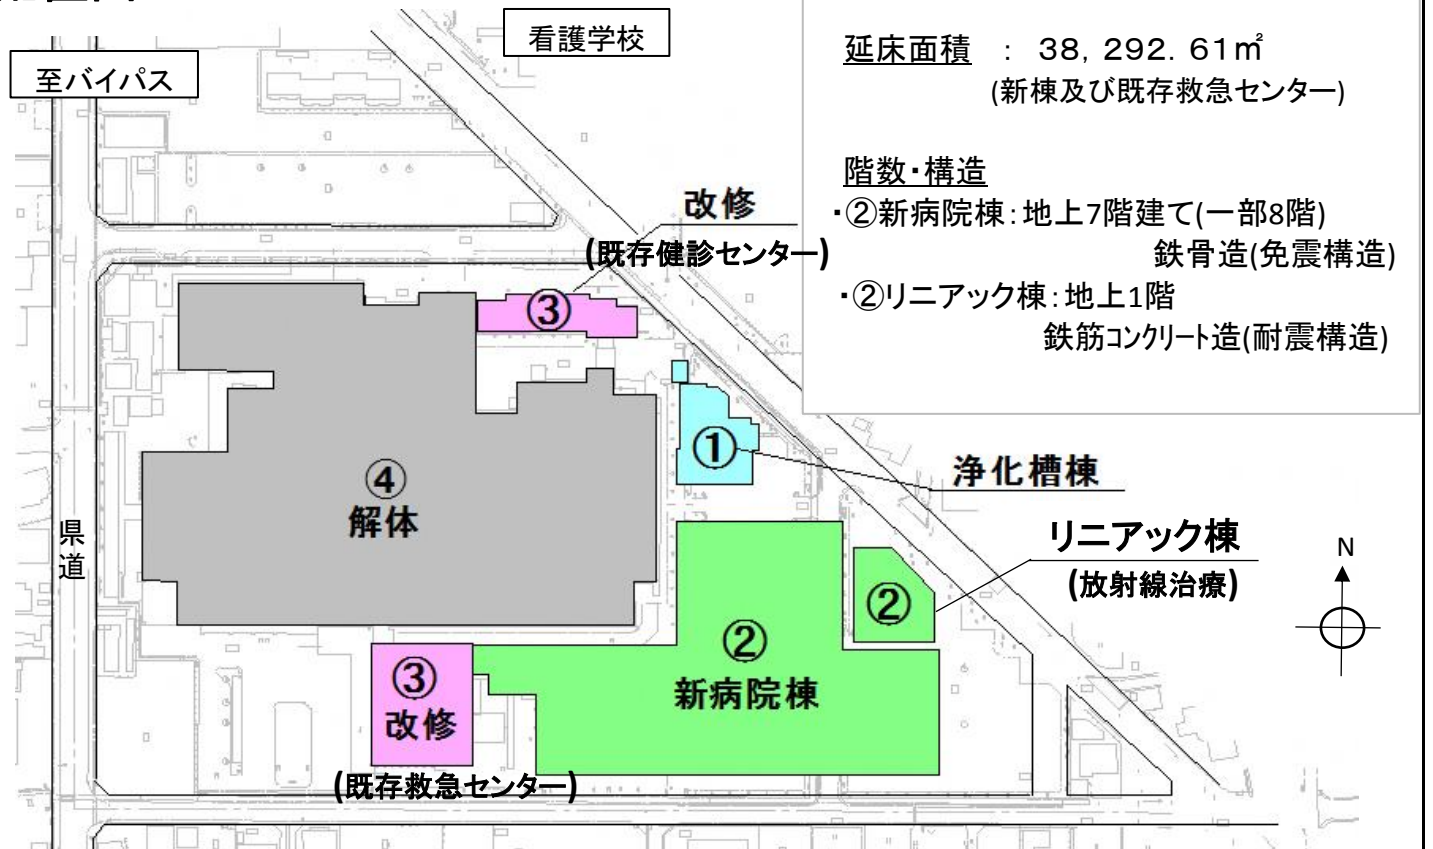 看護学校
至バイパス
延床面積 : 38,292.61㎡
(新棟及び既存救急センター)
階数・構造
・②新病院棟:地上7階建て(一部8階)
鉄骨造(免震構造)
・②リニアック棟:地上1階
鉄筋コンクリート造(耐震構造)
改修
(既存健診センター)
③
①
浄化槽棟
④
解体
県道
リニアック棟
(放射線治療)
N
②
②
新病院棟
③
改修
(既存救急センター)